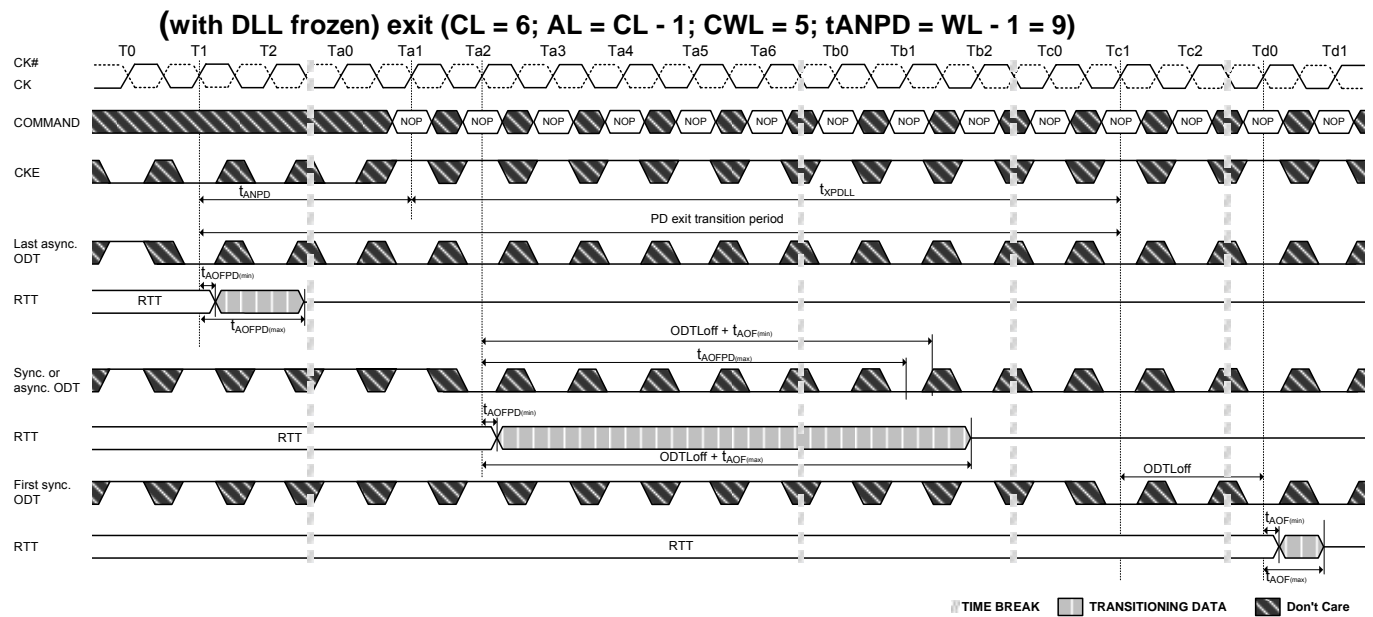 (with DLL frozen) exit (CL = 6; AL = CL - 1; CWL = 5; tANPD = WL - 1 = 9)
T0 T1 T2 Ta0 Ta1 Ta2 Ta3 Ta4 Ta5 Ta6 Tb0 Tb1 Tb2 Tc0 Tc1 Tc2 Td0 Td1
CK#
CK
COMMAND NOP NOP NOP NOP NOP NOP NOP NOP NOP NOP NOP NOP NOP NOP
CKE
tANPD tXPDLL
PD exit transition period
Last async.
ODT
tAOFPD(min)
RTT RTT
tAOFPD(max)
ODTLoff + tAOF(min)
tAOFPD(max)
Sync. or
async. ODT
tAOFPD(min)
RTT RTT
ODTLoff + tAOF(max)
ODTLoff
First sync.
ODT
tAOF(min)
RTT RTT
tAOF(max)
TIME BREAK TRANSITIONING DATA Don't Care